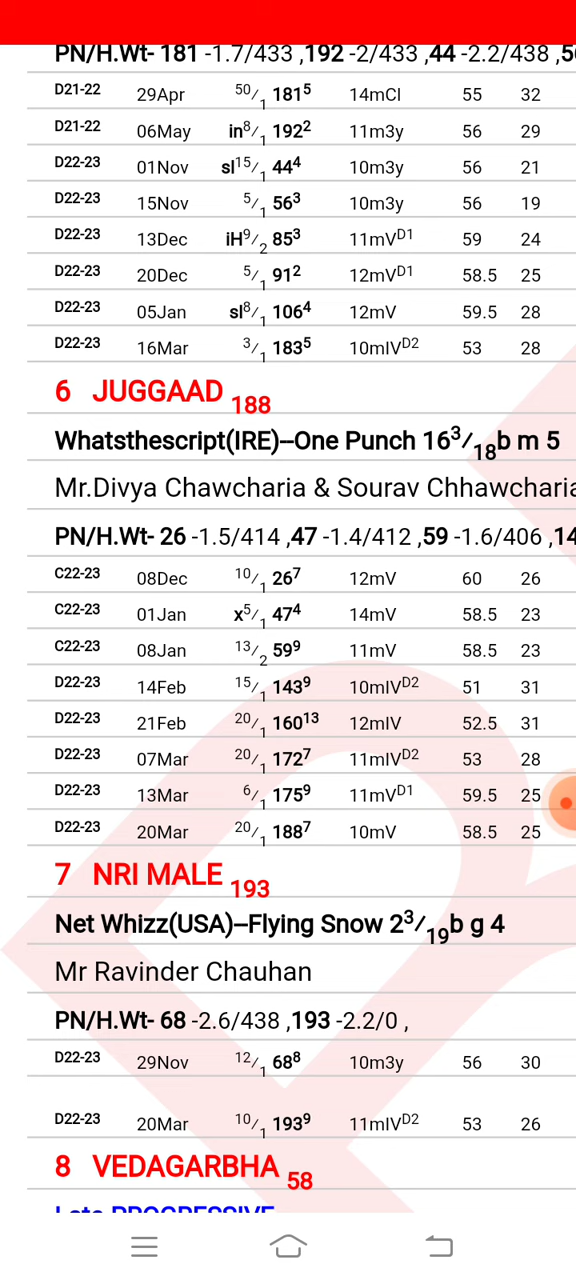 PN/H.Wt- 181 -1.7/433 ,192 -2/433 ,44 -2.2/438 ,5
D21-22 29Apr 50/1 181⁵ 14mCI 55 32
D21-22 06May in8/1 192² 11m3y 56 29
D22-23 01Nov sl15/1 44⁴ 10m3y 56 21
D22-23 15Nov 5/1 56³ 10m3y 56 19
D22-23 13Dec iH9/2 85³ 11mVD1 59 24
D22-23 20Dec 5/1 91² 12mVD1 58.5 25
D22-23 05Jan sl8/1 106⁴ 12mV 59.5 28
D22-23 16Mar 3/1 183⁵ 10mIVD2 53 28
6 JUGGAAD 188
Whatsthescript(IRE)--One Punch 16³/18b m 5
Mr.Divya Chawcharia & Sourav Chhawcharia
PN/H.Wt- 26 -1.5/414 ,47 -1.4/412 ,59 -1.6/406 ,14
C22-23 08Dec 10/1 26⁷ 12mV 60 26
C22-23 01Jan x5/1 47⁴ 14mV 58.5 23
C22-23 08Jan 13/2 59⁹ 11mV 58.5 23
D22-23 14Feb 15/1 143⁹ 10mIVD2 51 31
D22-23 21Feb 20/1 160¹³ 12mIV 52.5 31
D22-23 07Mar 20/1 172⁷ 11mIVD2 53 28
D22-23 13Mar 6/1 175⁹ 11mVD1 59.5 25
D22-23 20Mar 20/1 188⁷ 10mV 58.5 25
7 NRI MALE 193
Net Whizz(USA)--Flying Snow 2³/19b g 4
Mr Ravinder Chauhan
PN/H.Wt- 68 -2.6/438 ,193 -2.2/0 ,
D22-23 29Nov 12/1 68⁸ 10m3y 56 30
D22-23 20Mar 10/1 193⁹ 11mIVD2 53 26
8 VEDAGARBHA 58
Late PROGRESSIVE